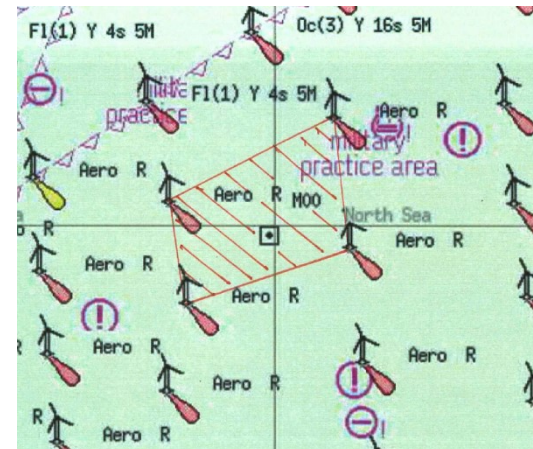 Fl(1) Y 4s 5M
Oc(3) Y 16s 5M
Fl(1) Y 4s 5M
practice
Aero R
military
practice area
Aero R
Aero R
M00
North Sea
R
Aero R
Aero R
Aero R
R
Aero R
Aero R
Aero R
R
Aero R